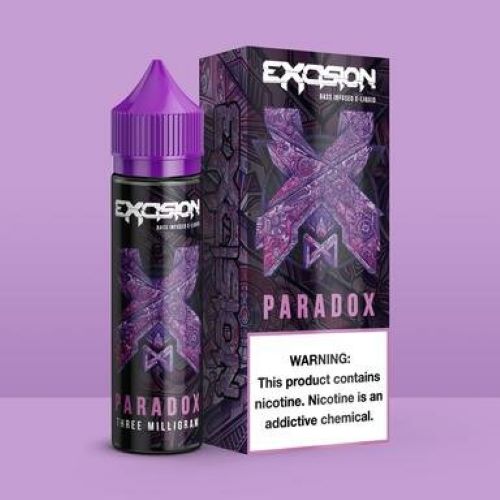 EXCISION
BASS INFUSED E-LIQUID
PARADOX
THREE MILLIGRAM
EXCISION
BASS INFUSED E-LIQUID
PARADOX
WARNING:
This product contains
nicotine. Nicotine is an
addictive chemical.
EXCISION